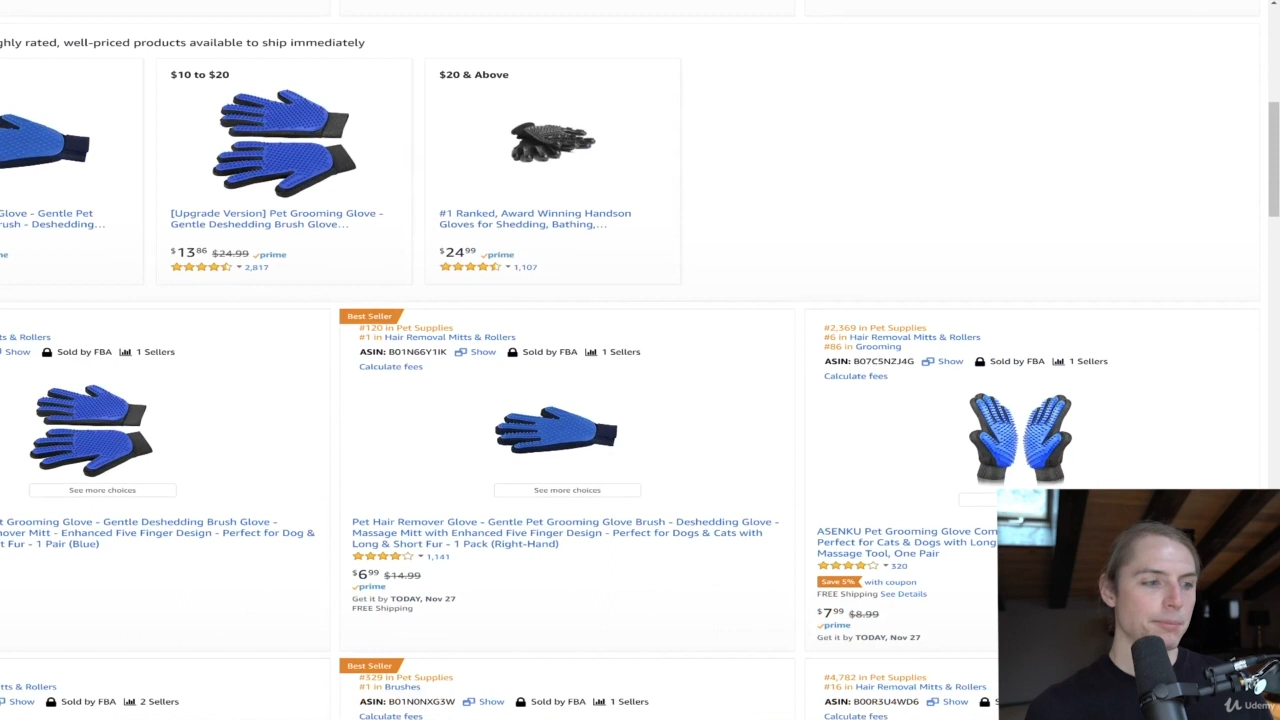 ghly rated, well-priced products available to ship immediately
$10 to $20
$20 & Above
Glove - Gentle Pet
rush - Deshedding...
[Upgrade Version] Pet Grooming Glove -
Gentle Deshedding Brush Glove...
#1 Ranked, Award Winning Handson
Gloves for Shedding, Bathing,...
me
$13 86 $24.99 prime
2,817
$24 99 prime
1,107
ts & Rollers
Show Sold by FBA 1 Sellers
See more choices
t Grooming Glove - Gentle Deshedding Brush Glove -
over Mitt - Enhanced Five Finger Design - Perfect for Dog &
t Fur - 1 Pair (Blue)
Best Seller
#120 in Pet Supplies
#1 in Hair Removal Mitts & Rollers
ASIN: B01N66Y1IK Show Sold by FBA 1 Sellers
Calculate fees
See more choices
Pet Hair Remover Glove - Gentle Pet Grooming Glove Brush - Deshedding Glove -
Massage Mitt with Enhanced Five Finger Design - Perfect for Dogs & Cats with
Long & Short Fur - 1 Pack (Right-Hand)
1,141
$6 99 $14.99
prime
Get it by TODAY, Nov 27
FREE Shipping
#2,369 in Pet Supplies
#6 in Hair Removal Mitts & Rollers
#86 in Grooming
ASIN: B07C5NZJ4G Show Sold by FBA 1 Sellers
Calculate fees
ASENKU Pet Grooming Glove Com
Perfect for Cats & Dogs with Long
Massage Tool, One Pair
320
Save 5% with coupon
FREE Shipping See Details
$7 99 $8.99
prime
Get it by TODAY, Nov 27
tts & Rollers
Show Sold by FBA 2 Sellers
Best Seller
#329 in Pet Supplies
#1 in Brushes
ASIN: B01N0NXG3W Show Sold by FBA 1 Sellers
Calculate fees
#4,782 in Pet Supplies
#16 in Hair Removal Mitts & Rollers
ASIN: B00R3U4WD6 Show S
Calculate fees
Udemy